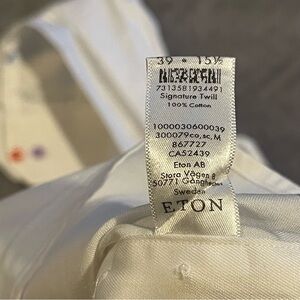 39 • 15½
7313581934491
Signature Twill
100% Cotton
1000030600039
300079co,sc,M
867727
CA52439
Eton AB
Stora Vägen 8
50771 Gånghester
Sweden
ETON